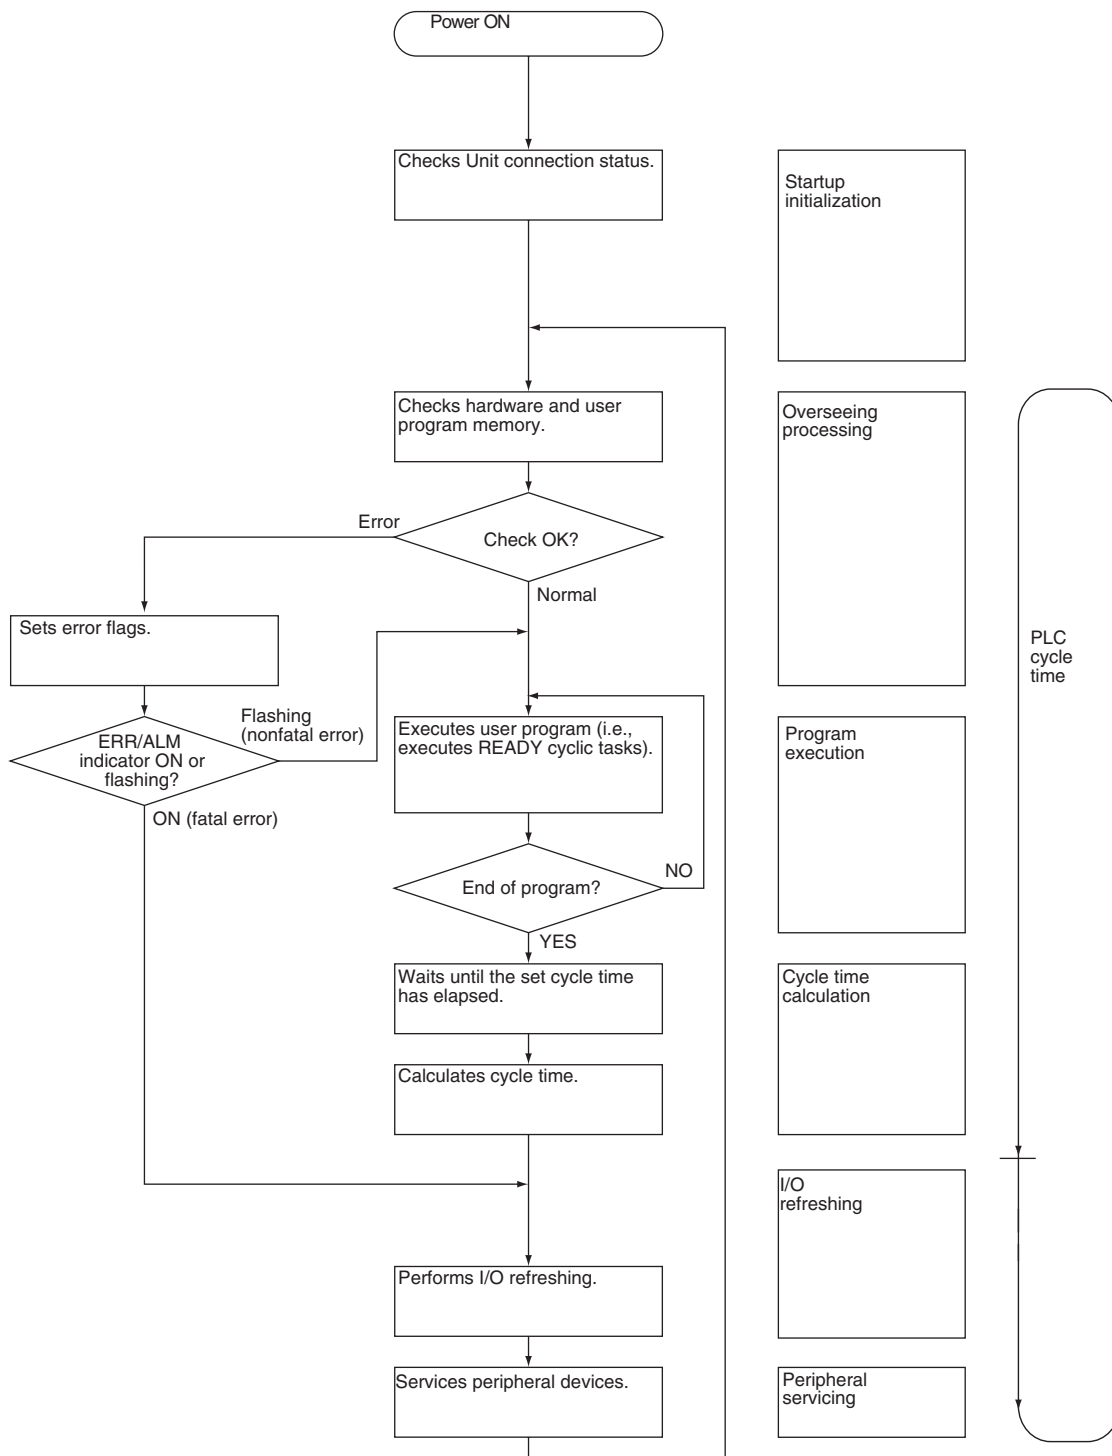 Power ON
Checks Unit connection status.
Startup
initialization
Checks hardware and user
program memory.
Overseeing
processing
Error
Check OK?
Normal
Sets error flags.
PLC
cycle
time
Flashing
(nonfatal error)
ERR/ALM
indicator ON or
flashing?
ON (fatal error)
Executes user program (i.e.,
executes READY cyclic tasks).
Program
execution
End of program?
NO
YES
Waits until the set cycle time
has elapsed.
Cycle time
calculation
Calculates cycle time.
I/O
refreshing
Performs I/O refreshing.
Services peripheral devices.
Peripheral
servicing